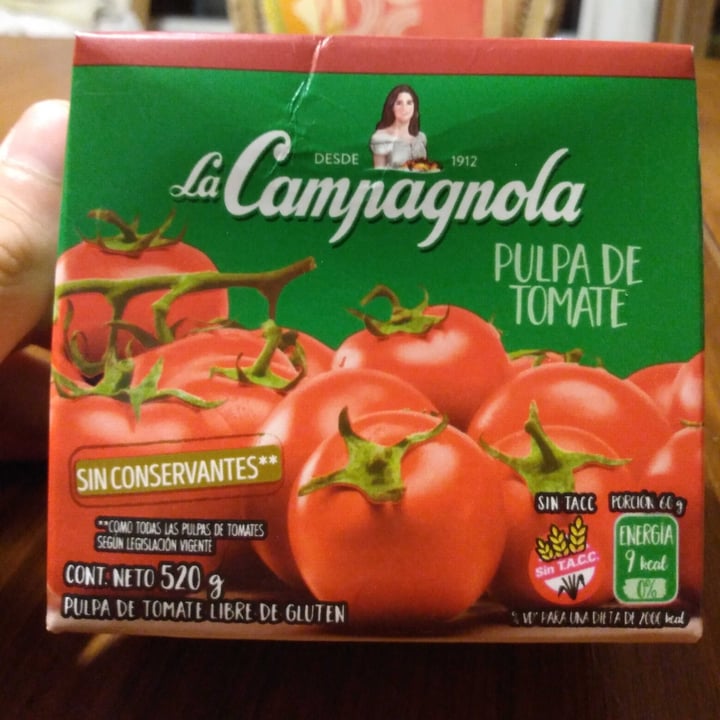 DESDE 1912
La Campagnola
PULPA DE
TOMATE
SIN CONSERVANTES**
**COMO TODAS LAS PULPAS DE TOMATES
SEGÚN LEGISLACIÓN VIGENTE
CONT. NETO 520 g
PULPA DE TOMATE LIBRE DE GLUTEN
SIN TACC
Sin T.A.C.C.
PORCIÓN 60 g
ENERGÍA
9 kcal
0%
% VD* PARA UNA DIETA DE 2000 kcal